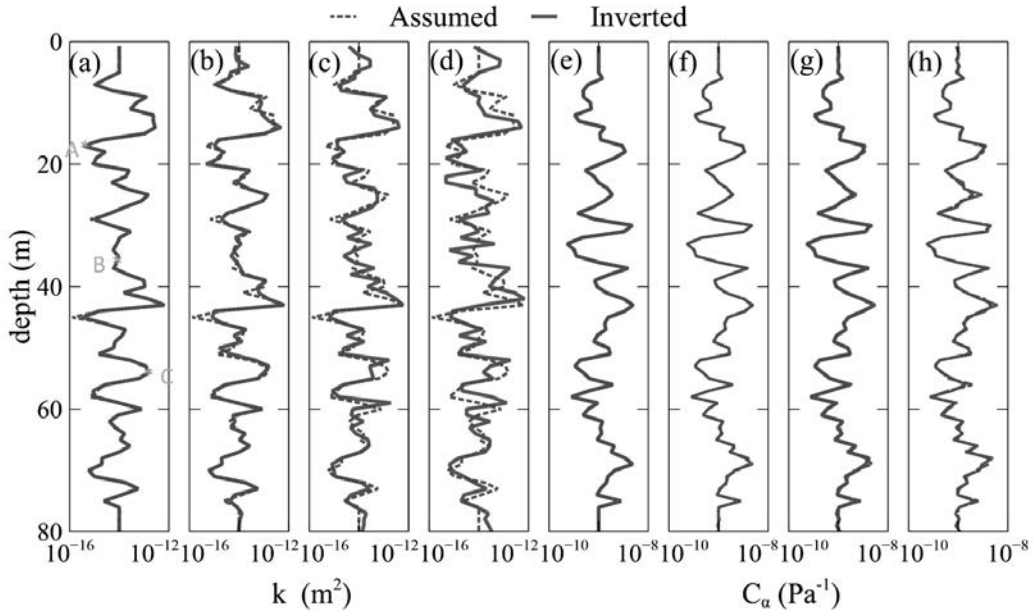 Assumed Inverted
0
20
40
60
80
depth (m)
(a) (b) (c) (d) (e) (f) (g) (h)
A*
B *
* C
10⁻¹⁶ 10⁻¹² 10⁻¹⁶ 10⁻¹² 10⁻¹⁶ 10⁻¹² 10⁻¹⁶ 10⁻¹² 10⁻¹⁰ 10⁻⁸ 10⁻¹⁰ 10⁻⁸ 10⁻¹⁰ 10⁻⁸ 10⁻¹⁰ 10⁻⁸
k (m²) Cα (Pa⁻¹)